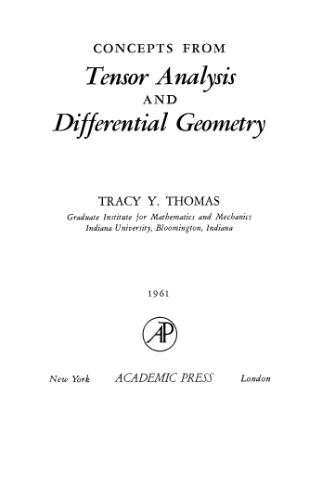 CONCEPTS FROM
Tensor Analysis
AND
Differential Geometry
TRACY Y. THOMAS
Graduate Institute for Mathematics and Mechanics
Indiana University, Bloomington, Indiana
1961
AP
New York ACADEMIC PRESS London